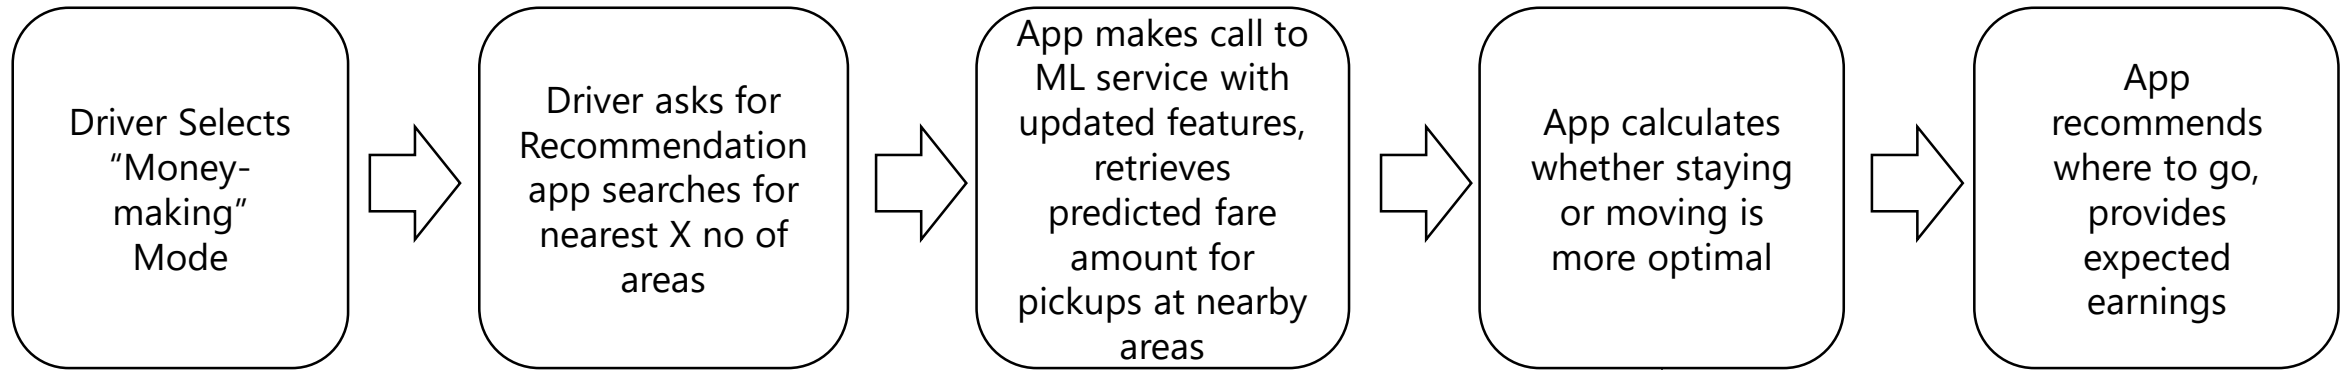 Driver Selects
“Money-
making”
Mode
Driver asks for
Recommendation
app searches for
nearest X no of
areas
App makes call to
ML service with
updated features,
retrieves
predicted fare
amount for
pickups at nearby
areas
App calculates
whether staying
or moving is
more optimal
App
recommends
where to go,
provides
expected
earnings